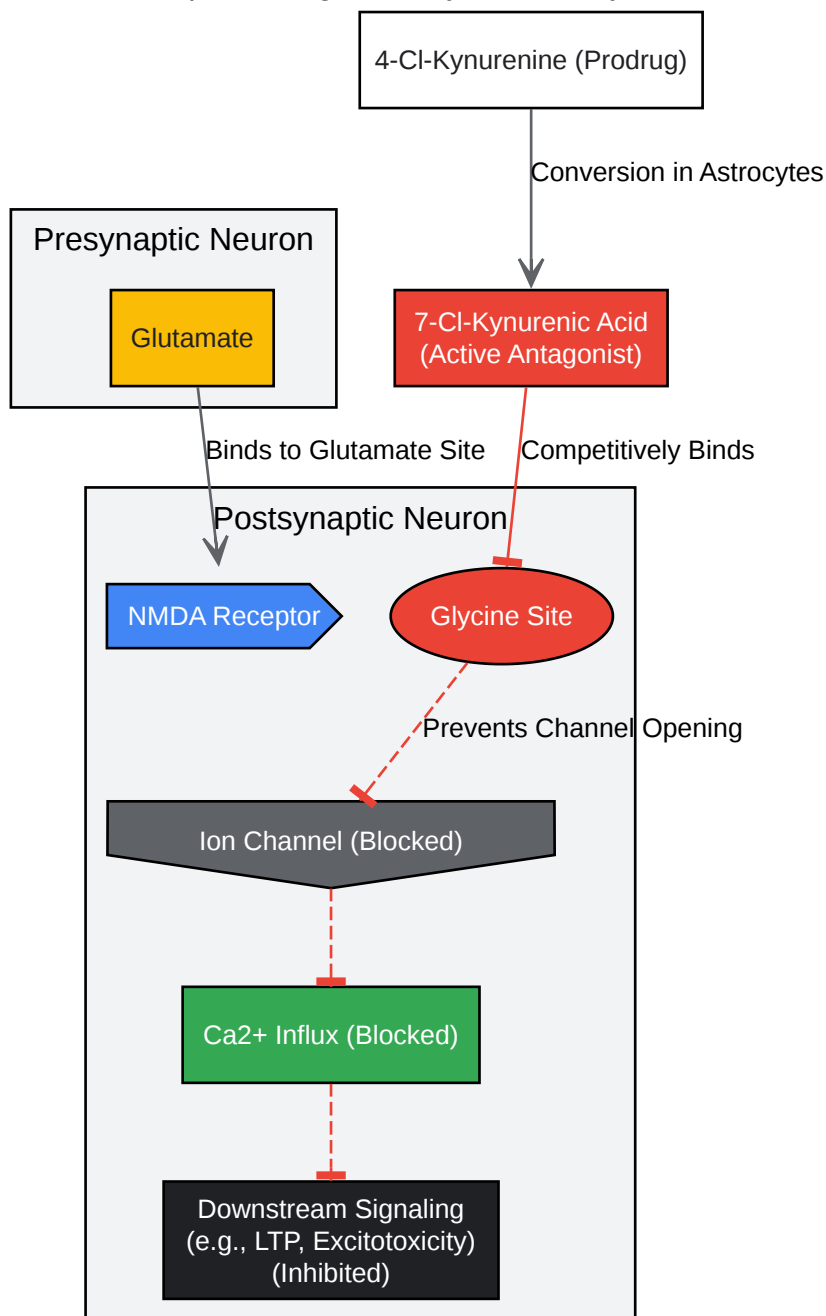 4-Cl-Kynurenine (Prodrug)
Conversion in Astrocytes
Presynaptic Neuron
Glutamate
7-Cl-Kynurenic Acid
(Active Antagonist)
Binds to Glutamate Site
Competitively Binds
Postsynaptic Neuron
NMDA Receptor
Glycine Site
Prevents Channel Opening
Ion Channel (Blocked)
Ca2+ Influx (Blocked)
Downstream Signaling
(e.g., LTP, Excitotoxicity)
(Inhibited)